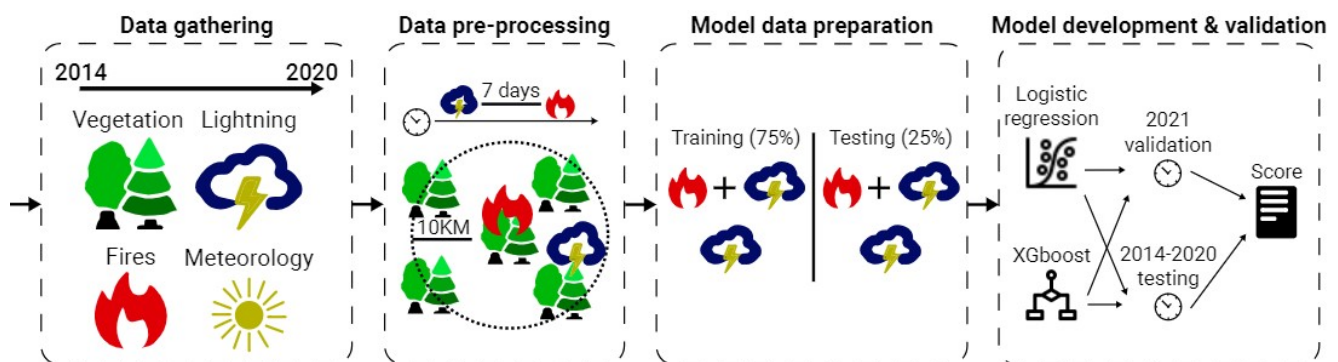 Data gathering
2014
2020
Vegetation
Lightning
Fires
Meteorology
Data pre-processing
7 days
10KM
Model data preparation
Training (75%)
Testing (25%)
+
+
Model development & validation
Logistic
regression
XGboost
2021
validation
2014-2020
testing
Score